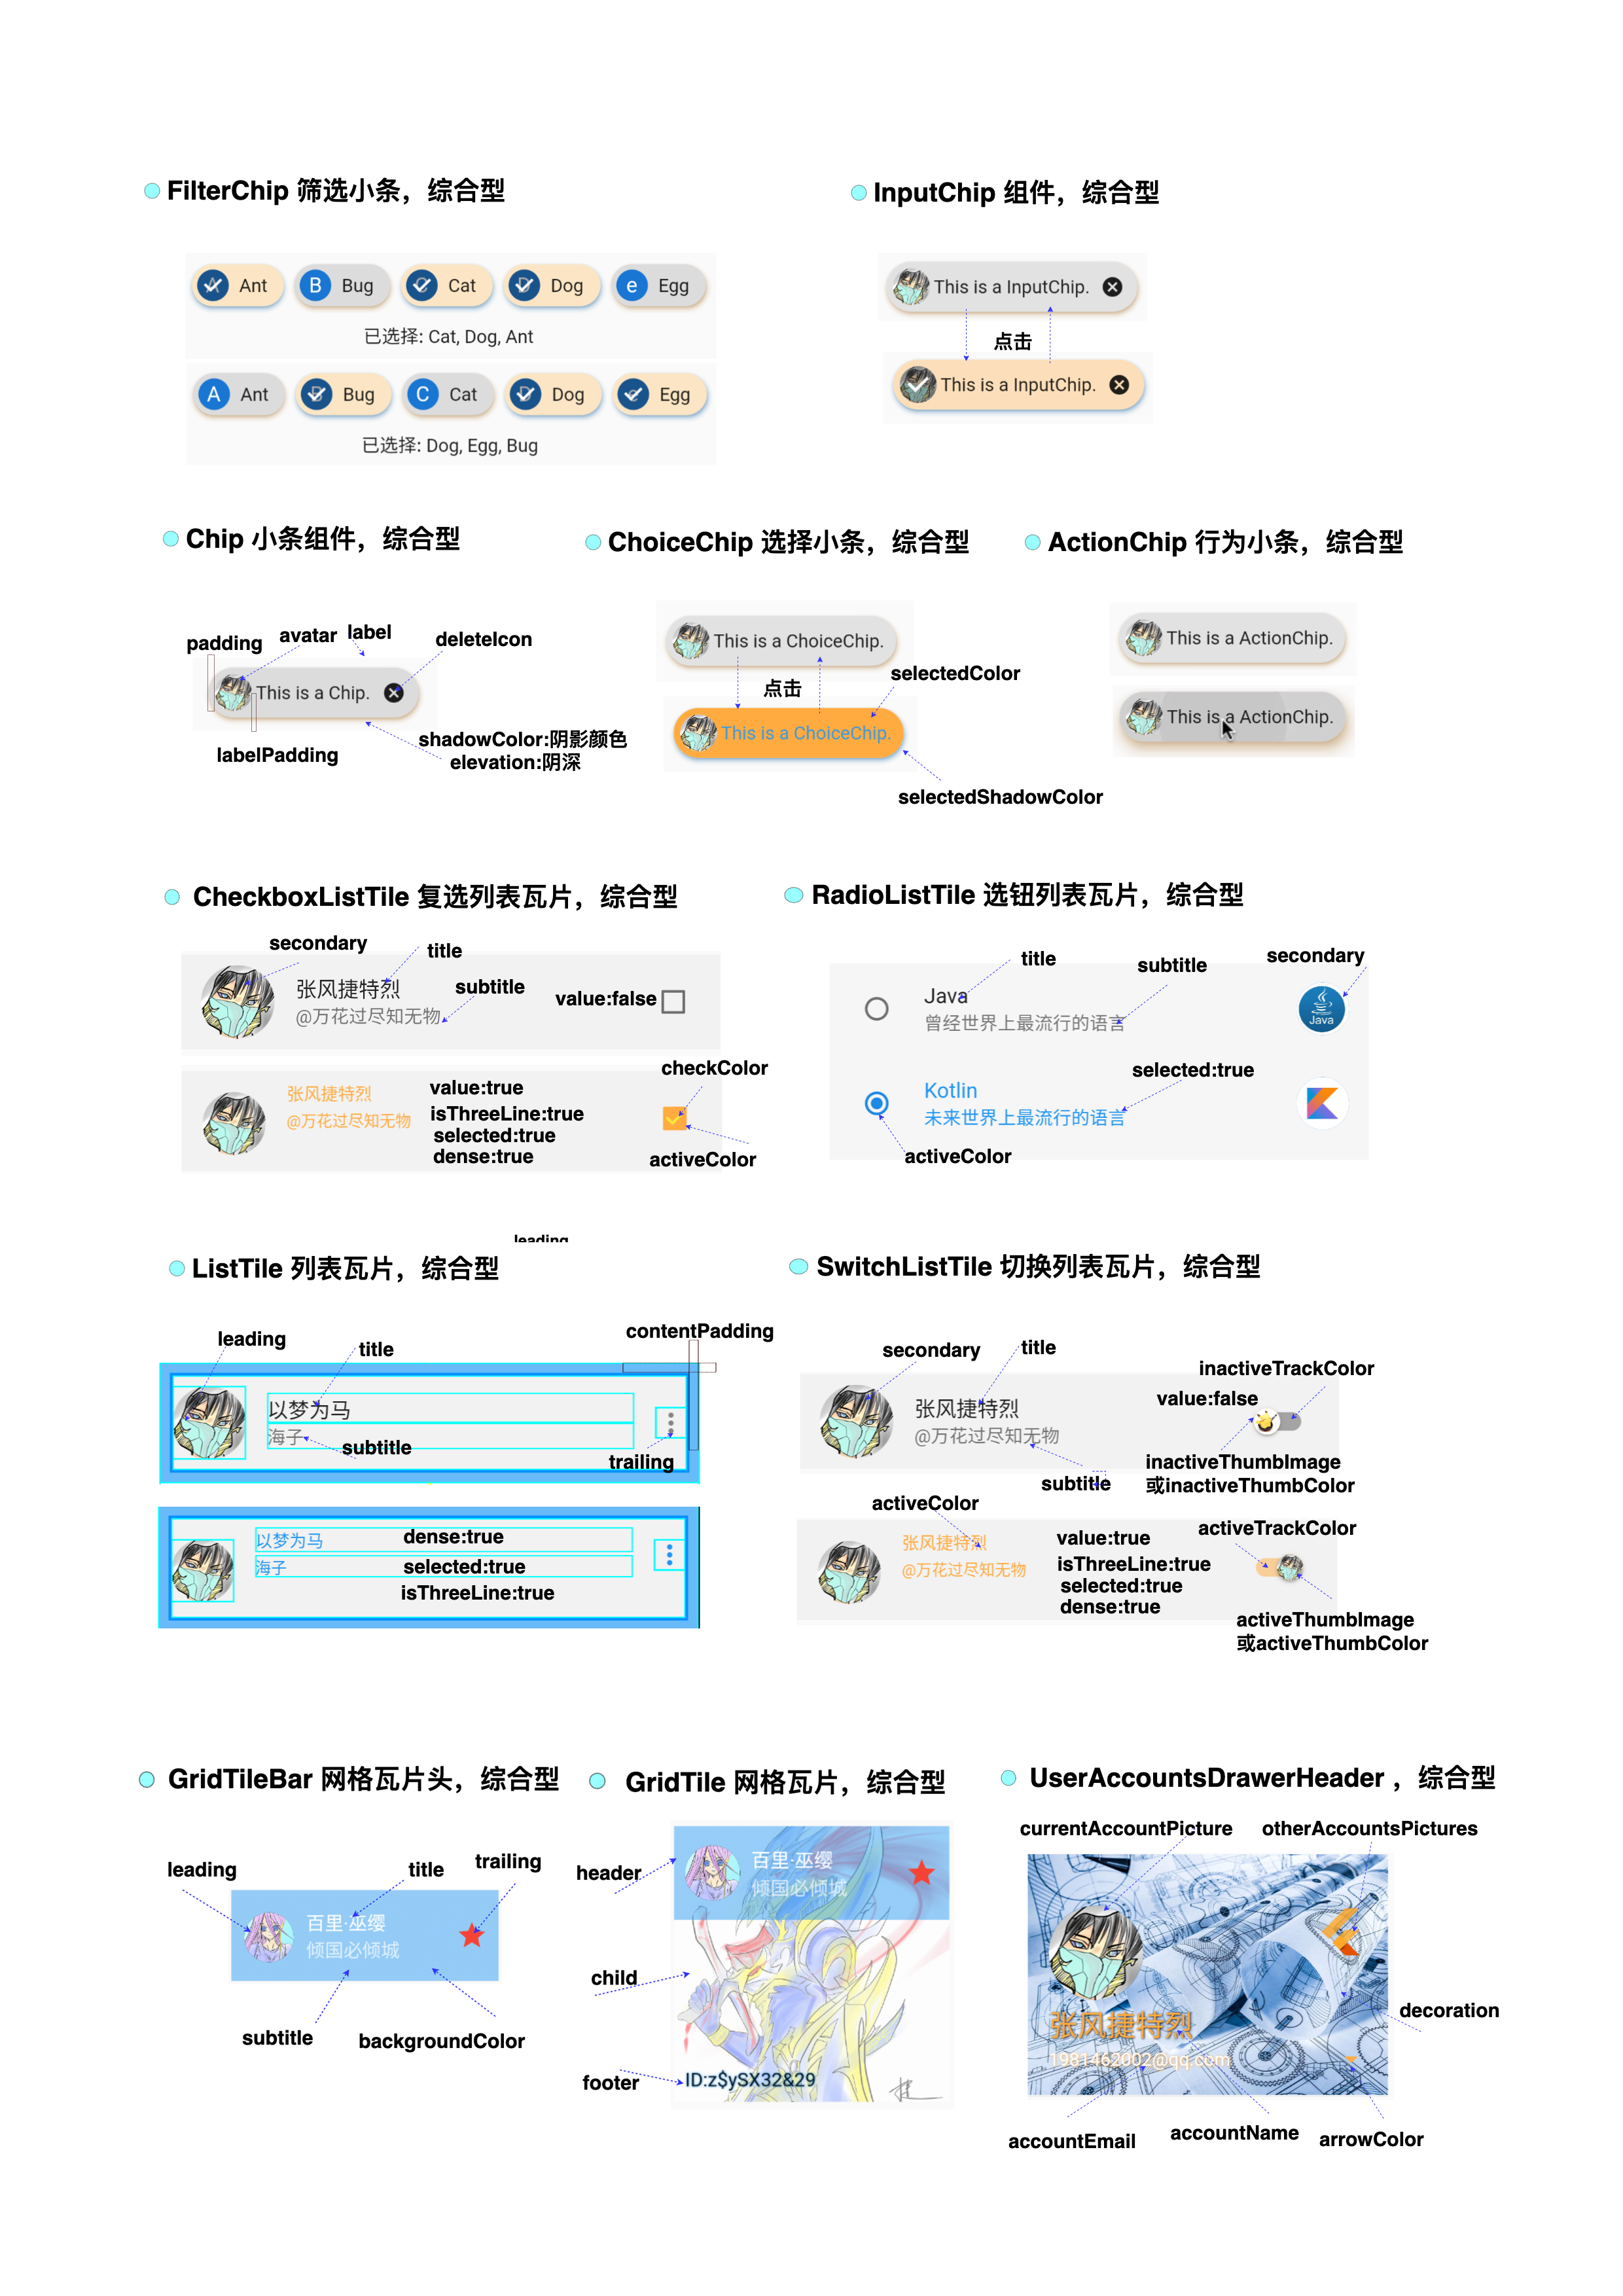 FilterChip 筛选小条，综合型
InputChip 组件，综合型
A Ant
B Bug
C Cat
D Dog
e Egg
已选择: Cat, Dog, Ant
A Ant
B Bug
C Cat
D Dog
e Egg
已选择: Dog, Egg, Bug
This is a InputChip.
点击
This is a InputChip.
Chip 小条组件，综合型
ChoiceChip 选择小条，综合型
ActionChip 行为小条，综合型
padding
avatar
label
deleteIcon
This is a Chip.
labelPadding
shadowColor:阴影颜色
elevation:阴深
This is a ChoiceChip.
点击
selectedColor
This is a ChoiceChip.
selectedShadowColor
This is a ActionChip.
This is a ActionChip.
CheckboxListTile 复选列表瓦片，综合型
RadioListTile 选钮列表瓦片，综合型
secondary
title
张风捷特烈
subtitle
@万花过尽知无物
value:false
checkColor
张风捷特烈
@万花过尽知无物
value:true
isThreeLine:true
selected:true
dense:true
activeColor
title
subtitle
secondary
Java
曾经世界上最流行的语言
Java
selected:true
Kotlin
未来世界上最流行的语言
activeColor
leading
ListTile 列表瓦片，综合型
SwitchListTile 切换列表瓦片，综合型
leading
title
contentPadding
以梦为马
海子
subtitle
trailing
以梦为马
海子
dense:true
selected:true
isThreeLine:true
secondary
title
inactiveTrackColor
value:false
张风捷特烈
@万花过尽知无物
subtitle
inactiveThumbImage
或inactiveThumbColor
activeColor
张风捷特烈
@万花过尽知无物
value:true
isThreeLine:true
selected:true
dense:true
activeTrackColor
activeThumbImage
或activeThumbColor
GridTileBar 网格瓦片头，综合型
GridTile 网格瓦片，综合型
UserAccountsDrawerHeader ，综合型
leading
title
trailing
百里·巫缨
倾国必倾城
subtitle
backgroundColor
header
百里·巫缨
倾国必倾城
child
footer
ID:z$ySX32&29
currentAccountPicture
otherAccountsPictures
decoration
张风捷特烈
1981462002@qq.com
accountEmail
accountName
arrowColor